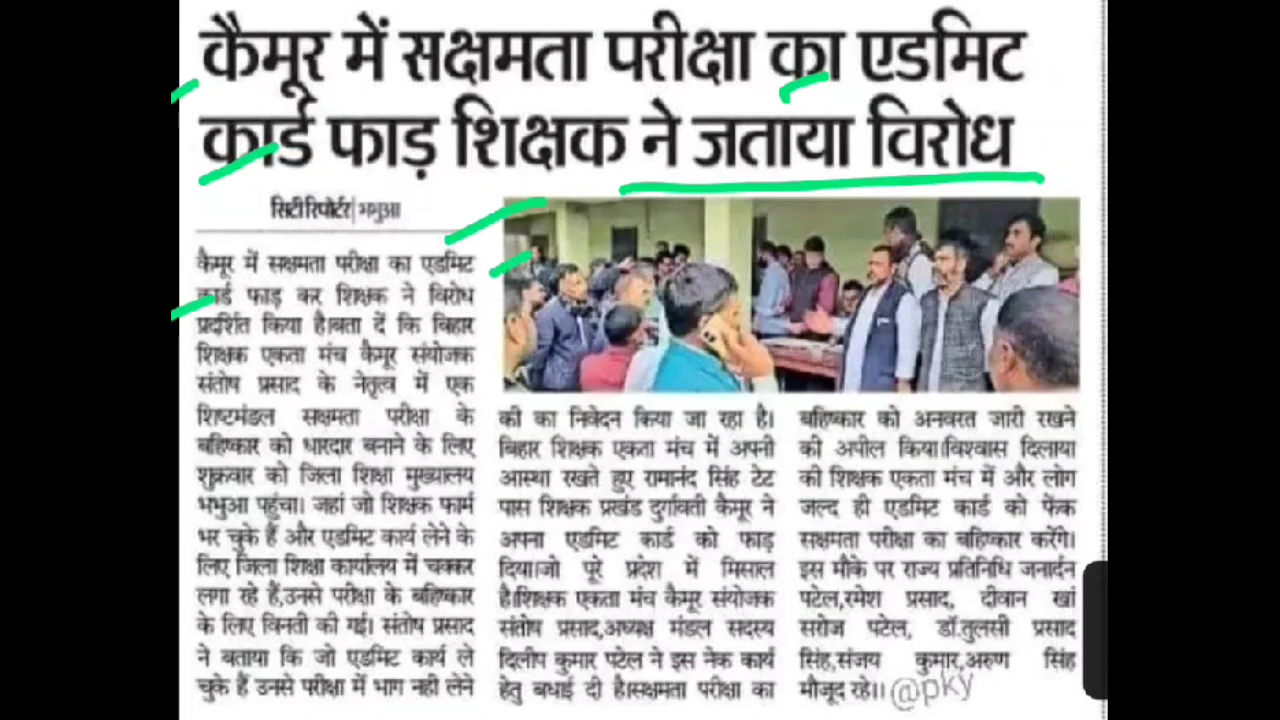 कैमूर में सक्षमता परीक्षा का एडमिट
कार्ड फाड़ शिक्षक ने जताया विरोध
सिटी रिपोर्टर|भभुआ
कैमूर में सक्षमता परीक्षा का एडमिट
कार्ड फाड़ कर शिक्षक ने विरोध
प्रदर्शित किया है।बता दें कि बिहार
शिक्षक एकता मंच कैमूर संयोजक
संतोष प्रसाद के नेतृत्व में एक
शिष्टमंडल सक्षमता परीक्षा के
बहिष्कार को धारदार बनाने के लिए
शुक्रवार को जिला शिक्षा मुख्यालय
भभुआ पहुंचा। जहां जो शिक्षक फार्म
भर चुके हैं और एडमिट कार्य लेने के
लिए जिला शिक्षा कार्यालय में चक्कर
लगा रहे हैं,उनसे परीक्षा के बहिष्कार
के लिए विनती की गई। संतोष प्रसाद
ने बताया कि जो एडमिट कार्य ले
चुके हैं उनसे परीक्षा में भाग नही लेने
की का निवेदन किया जा रहा है।
बिहार शिक्षक एकता मंच में अपनी
आस्था रखते हुए रामानंद सिंह टेट
पास शिक्षक प्रखंड दुर्गावती कैमूर ने
अपना एडमिट कार्ड को फाड़
दिया।जो पूरे प्रदेश में मिसाल
है।शिक्षक एकता मंच कैमूर संयोजक
संतोष प्रसाद,अध्यक्ष मंडल सदस्य
दिलीप कुमार पटेल ने इस नेक कार्य
हेतु बधाई दी है।सक्षमता परीक्षा का
बहिष्कार को अनवरत जारी रखने
की अपील किया।विश्वास दिलाया
की शिक्षक एकता मंच में और लोग
जल्द ही एडमिट कार्ड को फेंक
सक्षमता परीक्षा का बहिष्कार करेंगे।
इस मौके पर राज्य प्रतिनिधि जनार्दन
पटेल,रमेश प्रसाद, दीवान खां
सरोज पटेल, डॉ.तुलसी प्रसाद
सिंह,संजय कुमार,अरुण सिंह
मौजूद रहे।। @pky